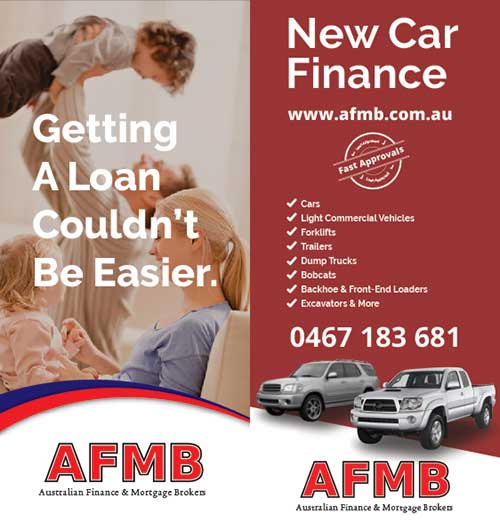 Getting
A Loan
Couldn't
Be Easier.
AFMB
Australian Finance & Mortgage Brokers
New Car
Finance
www.afmb.com.au
Fast Approvals
Cars
Light Commercial Vehicles
Forklifts
Trailers
Dump Trucks
Bobcats
Backhoe & Front-End Loaders
Excavators & More
0467 183 681
AFMB
Australian Finance & Mortgage Brokers